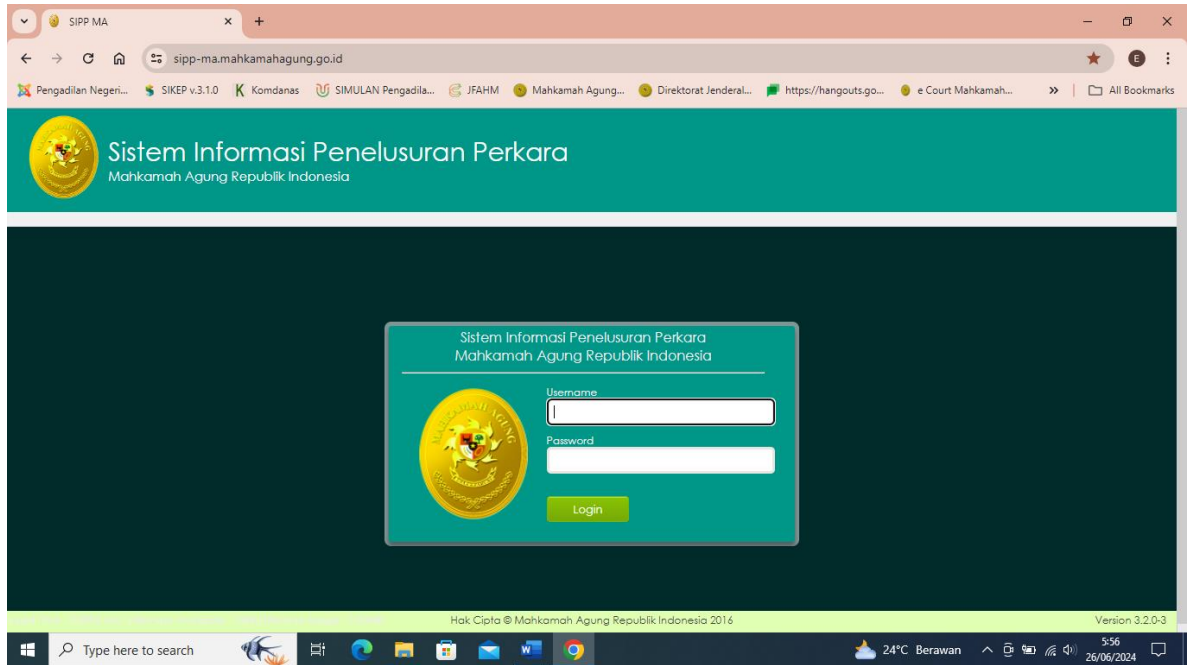 SIPP MA
sipp-ma.mahkamahagung.go.id
E
Pengadilan Negeri... SIKEP v.3.1.0 Komdanas SIMULAN Pengadila... JFAHM Mahkamah Agung... Direktorat Jenderal... https://hangouts.go... e Court Mahkamah... » All Bookmarks
Sistem Informasi Penelusuran Perkara
Mahkamah Agung Republik Indonesia
Sistem Informasi Penelusuran Perkara
Mahkamah Agung Republik Indonesia
MAHKAMAH AGUNG
Username
Password
Login
Hak Cipta © Mahkamah Agung Republik Indonesia 2016
Version 3.2.0-3
Type here to search
24°C Berawan
5:56
26/06/2024